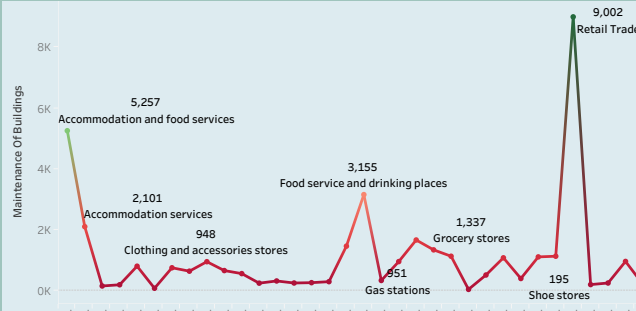 9,002
Retail Trade
8K
5,257
Accommodation and food services
6K
Maintenance Of Buildings
3,155
Food service and drinking places
4K
2,101
Accommodation services
948
Clothing and accessories stores
1,337
Grocery stores
2K
951
Gas stations
195
Shoe stores
0K